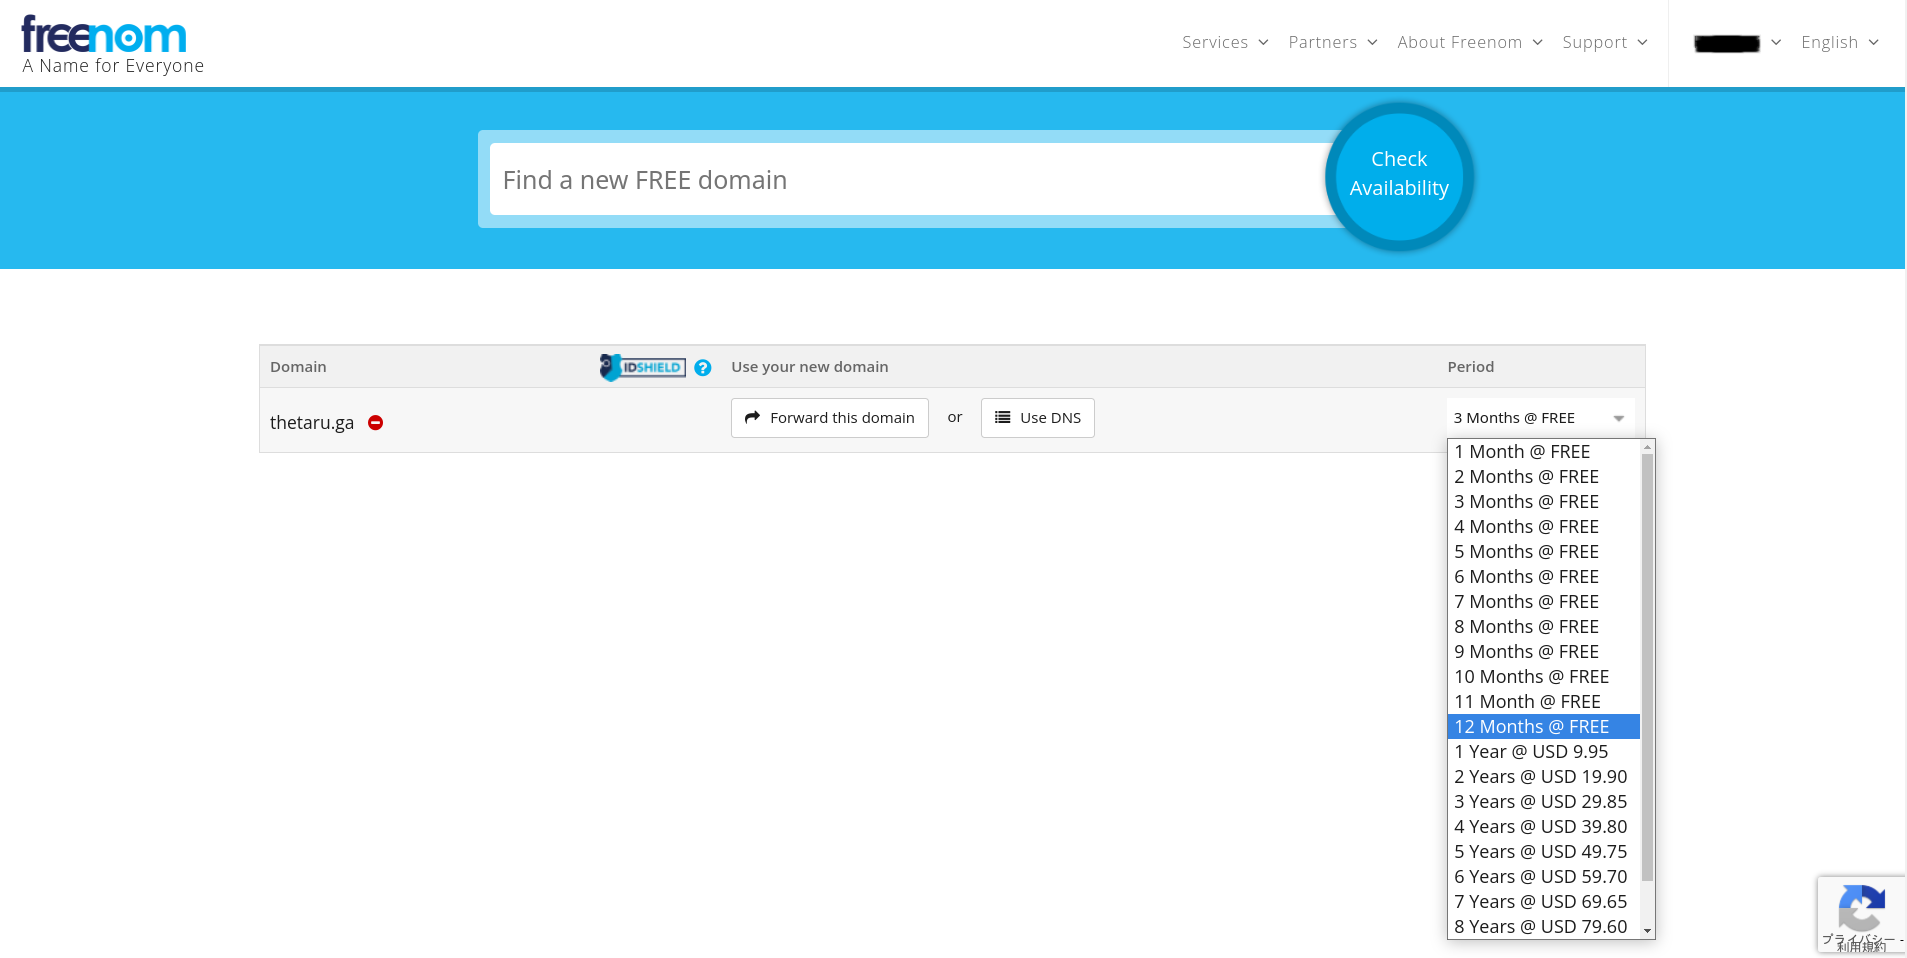 freenom
A Name for Everyone
Services
Partners
About Freenom
Support
English
Find a new FREE domain
Check
Availability
Domain
IDSHIELD
?
Use your new domain
Period
thetaru.ga
Forward this domain
or
Use DNS
3 Months @ FREE
1 Month @ FREE
2 Months @ FREE
3 Months @ FREE
4 Months @ FREE
5 Months @ FREE
6 Months @ FREE
7 Months @ FREE
8 Months @ FREE
9 Months @ FREE
10 Months @ FREE
11 Month @ FREE
12 Months @ FREE
1 Year @ USD 9.95
2 Years @ USD 19.90
3 Years @ USD 29.85
4 Years @ USD 39.80
5 Years @ USD 49.75
6 Years @ USD 59.70
7 Years @ USD 69.65
8 Years @ USD 79.60
プライバシー -
利用規約